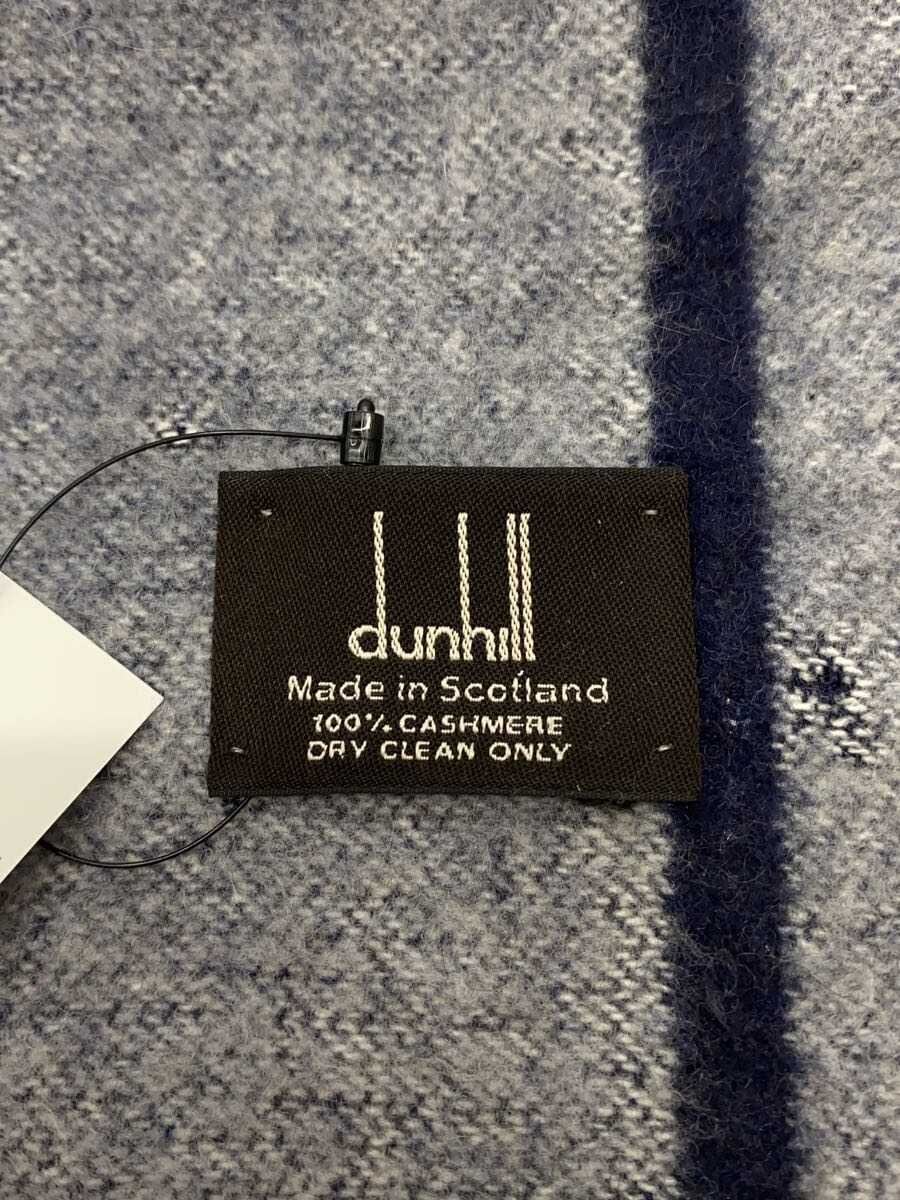 dunhill
Made in Scotland
100% CASHMERE
DRY CLEAN ONLY